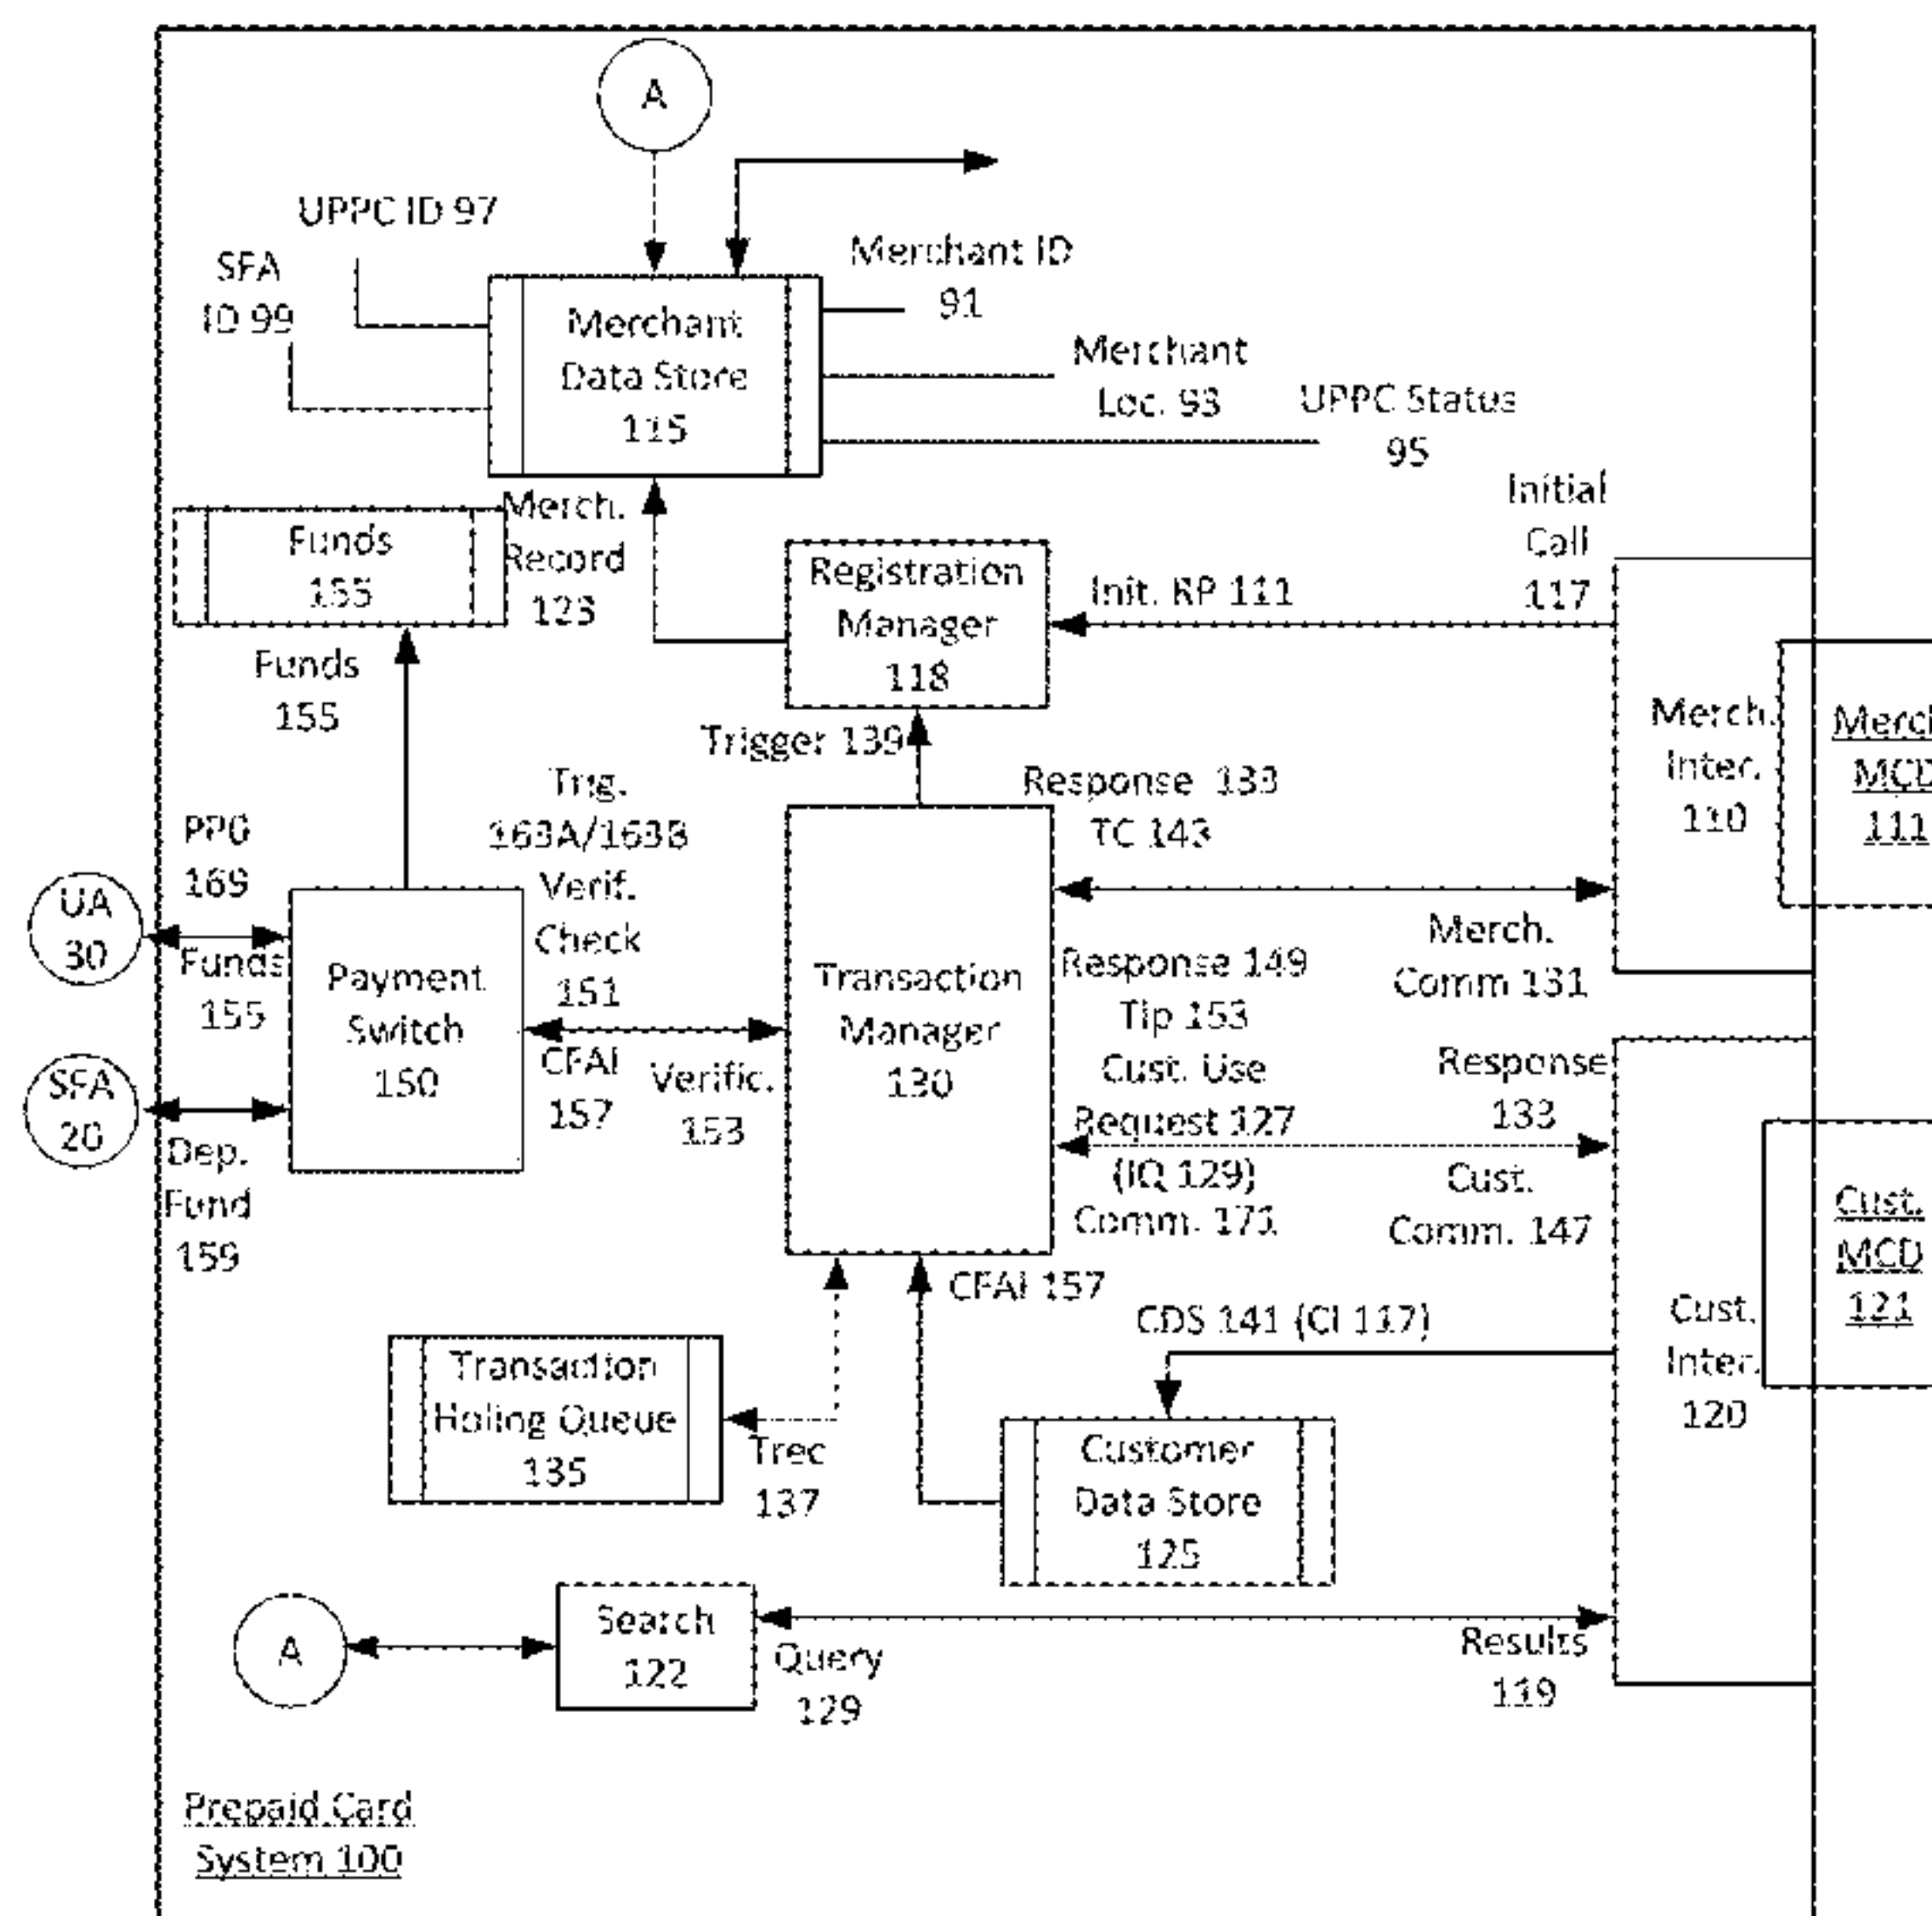 A
UPPC ID 97
SFA
ID 99
Merchant ID
91
Merchant
Data Store
115
Merchant
Loc. 93
UPPC Status
95
Initial
Call
117
Funds
155
Merch.
Record
123
Registration
Manager
118
Init. RP 111
Funds
155
Trigger 139
Merch.
Inter.
110
Merch
MCD
111
PPG
169
Trig.
163A/163B
Verif.
Check
151
Response 133
TC 143
UA
30
Funds
155
Payment
Switch
150
Transaction
Manager
130
Merch.
Comm 131
Response 149
Tip 153
Cust. Use
Request 127
(IQ 129)
Comm. 171
SFA
20
Dep.
Fund
159
CFAI
157
Verific.
153
Response
133
Cust.
Comm. 147
Cust.
MCD
121
CFAI 157
CDS 141 (CI 117)
Cust.
Inter.
120
Transaction
Holing Queue
135
Trec
137
Customer
Data Store
125
A
Search
122
Query
129
Results
119
Prepaid Card
System 100